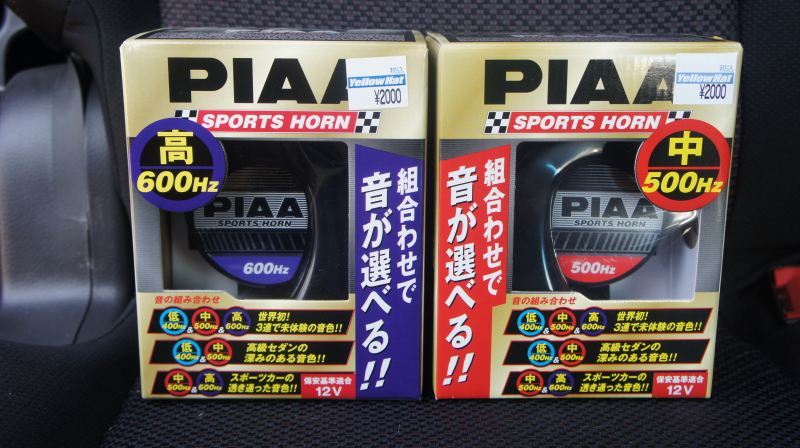 PIAA
税込
YellowHat
¥2000
SPORTS HORN
高
600Hz
PIAA
SPORTS HORN
600Hz
組合わせで
音が選べる!!
音の組み合わせ
低 400Hz & 中 500Hz & 高 600Hz 世界初!
3連で未体験の音色!!
低 400Hz & 中 500Hz 高級セダンの
深みのある音色!!
中 500Hz & 高 600Hz スポーツカーの
透き通った音色!!
保安基準適合
12V
PIAA
税込
YellowHat
¥2000
SPORTS HORN
中
500Hz
組合わせで
音が選べる!!
PIAA
SPORTS HORN
500Hz
音の組み合わせ
低 400Hz & 中 500Hz & 高 600Hz 世界初!
3連で未体験の音色!!
低 400Hz & 中 500Hz 高級セダンの
深みのある音色!!
中 500Hz & 高 600Hz スポーツカーの
透き通った音色!!
保安基準適合
12V